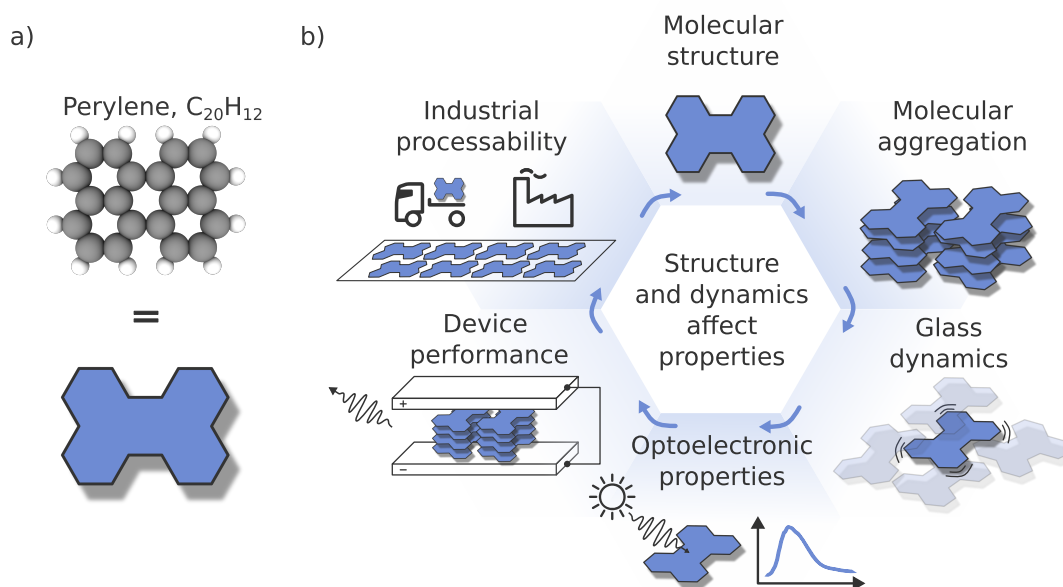 a)
Perylene, C₂₀H₁₂
=
b)
Molecular
structure
Industrial
processability
Molecular
aggregation
Structure
and dynamics
affect
properties
Device
performance
+
−
Glass
dynamics
Optoelectronic
properties